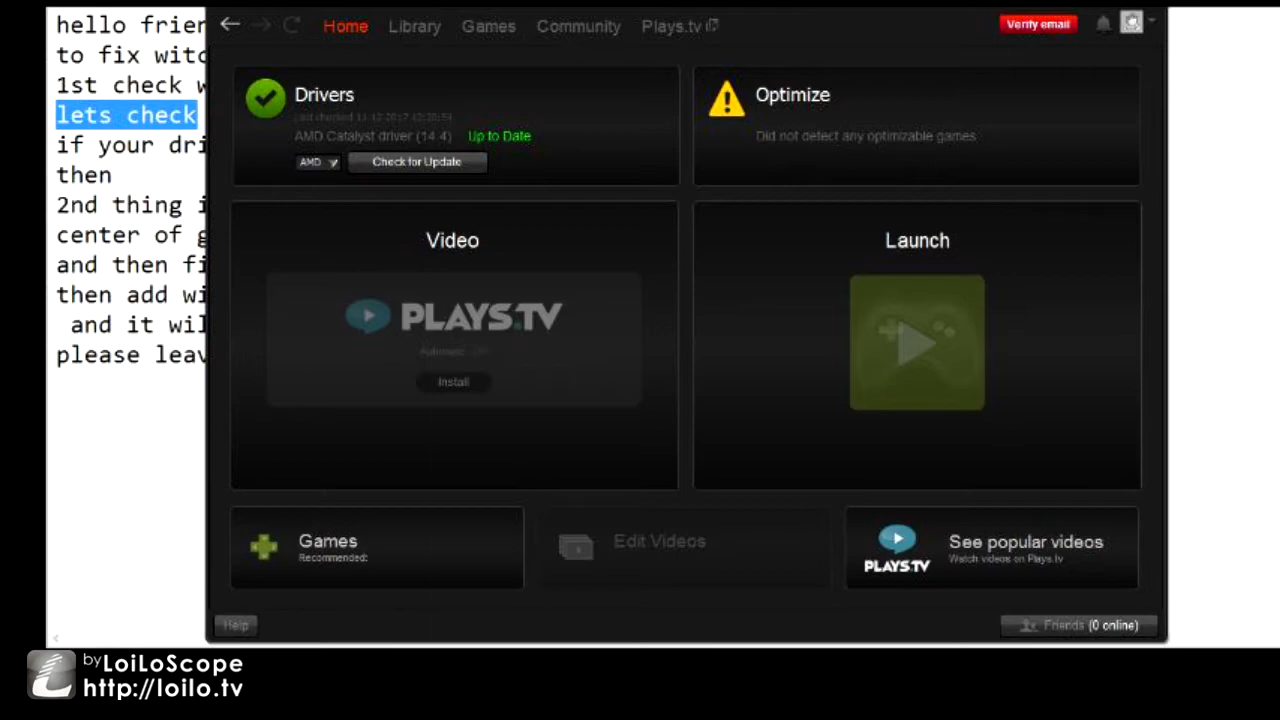 hello frien
to fix witc
1st check w
lets check
if your dri
then
2nd thing i
center of g
and then fi
then add wi
and it wil
please leav
Home Library Games Community Plays.tv
Verify email
Drivers
AMD Catalyst driver (14.4) Up to Date
AMD Check for Update
Optimize
Did not detect any optimizable games.
Video
PLAYS.TV
Install
Launch
Games
Recommended:
Edit Videos
PLAYS.TV
See popular videos
Watch videos on Plays.tv
Help
Friends (0 online)
by LoiLoScope
http://loilo.tv